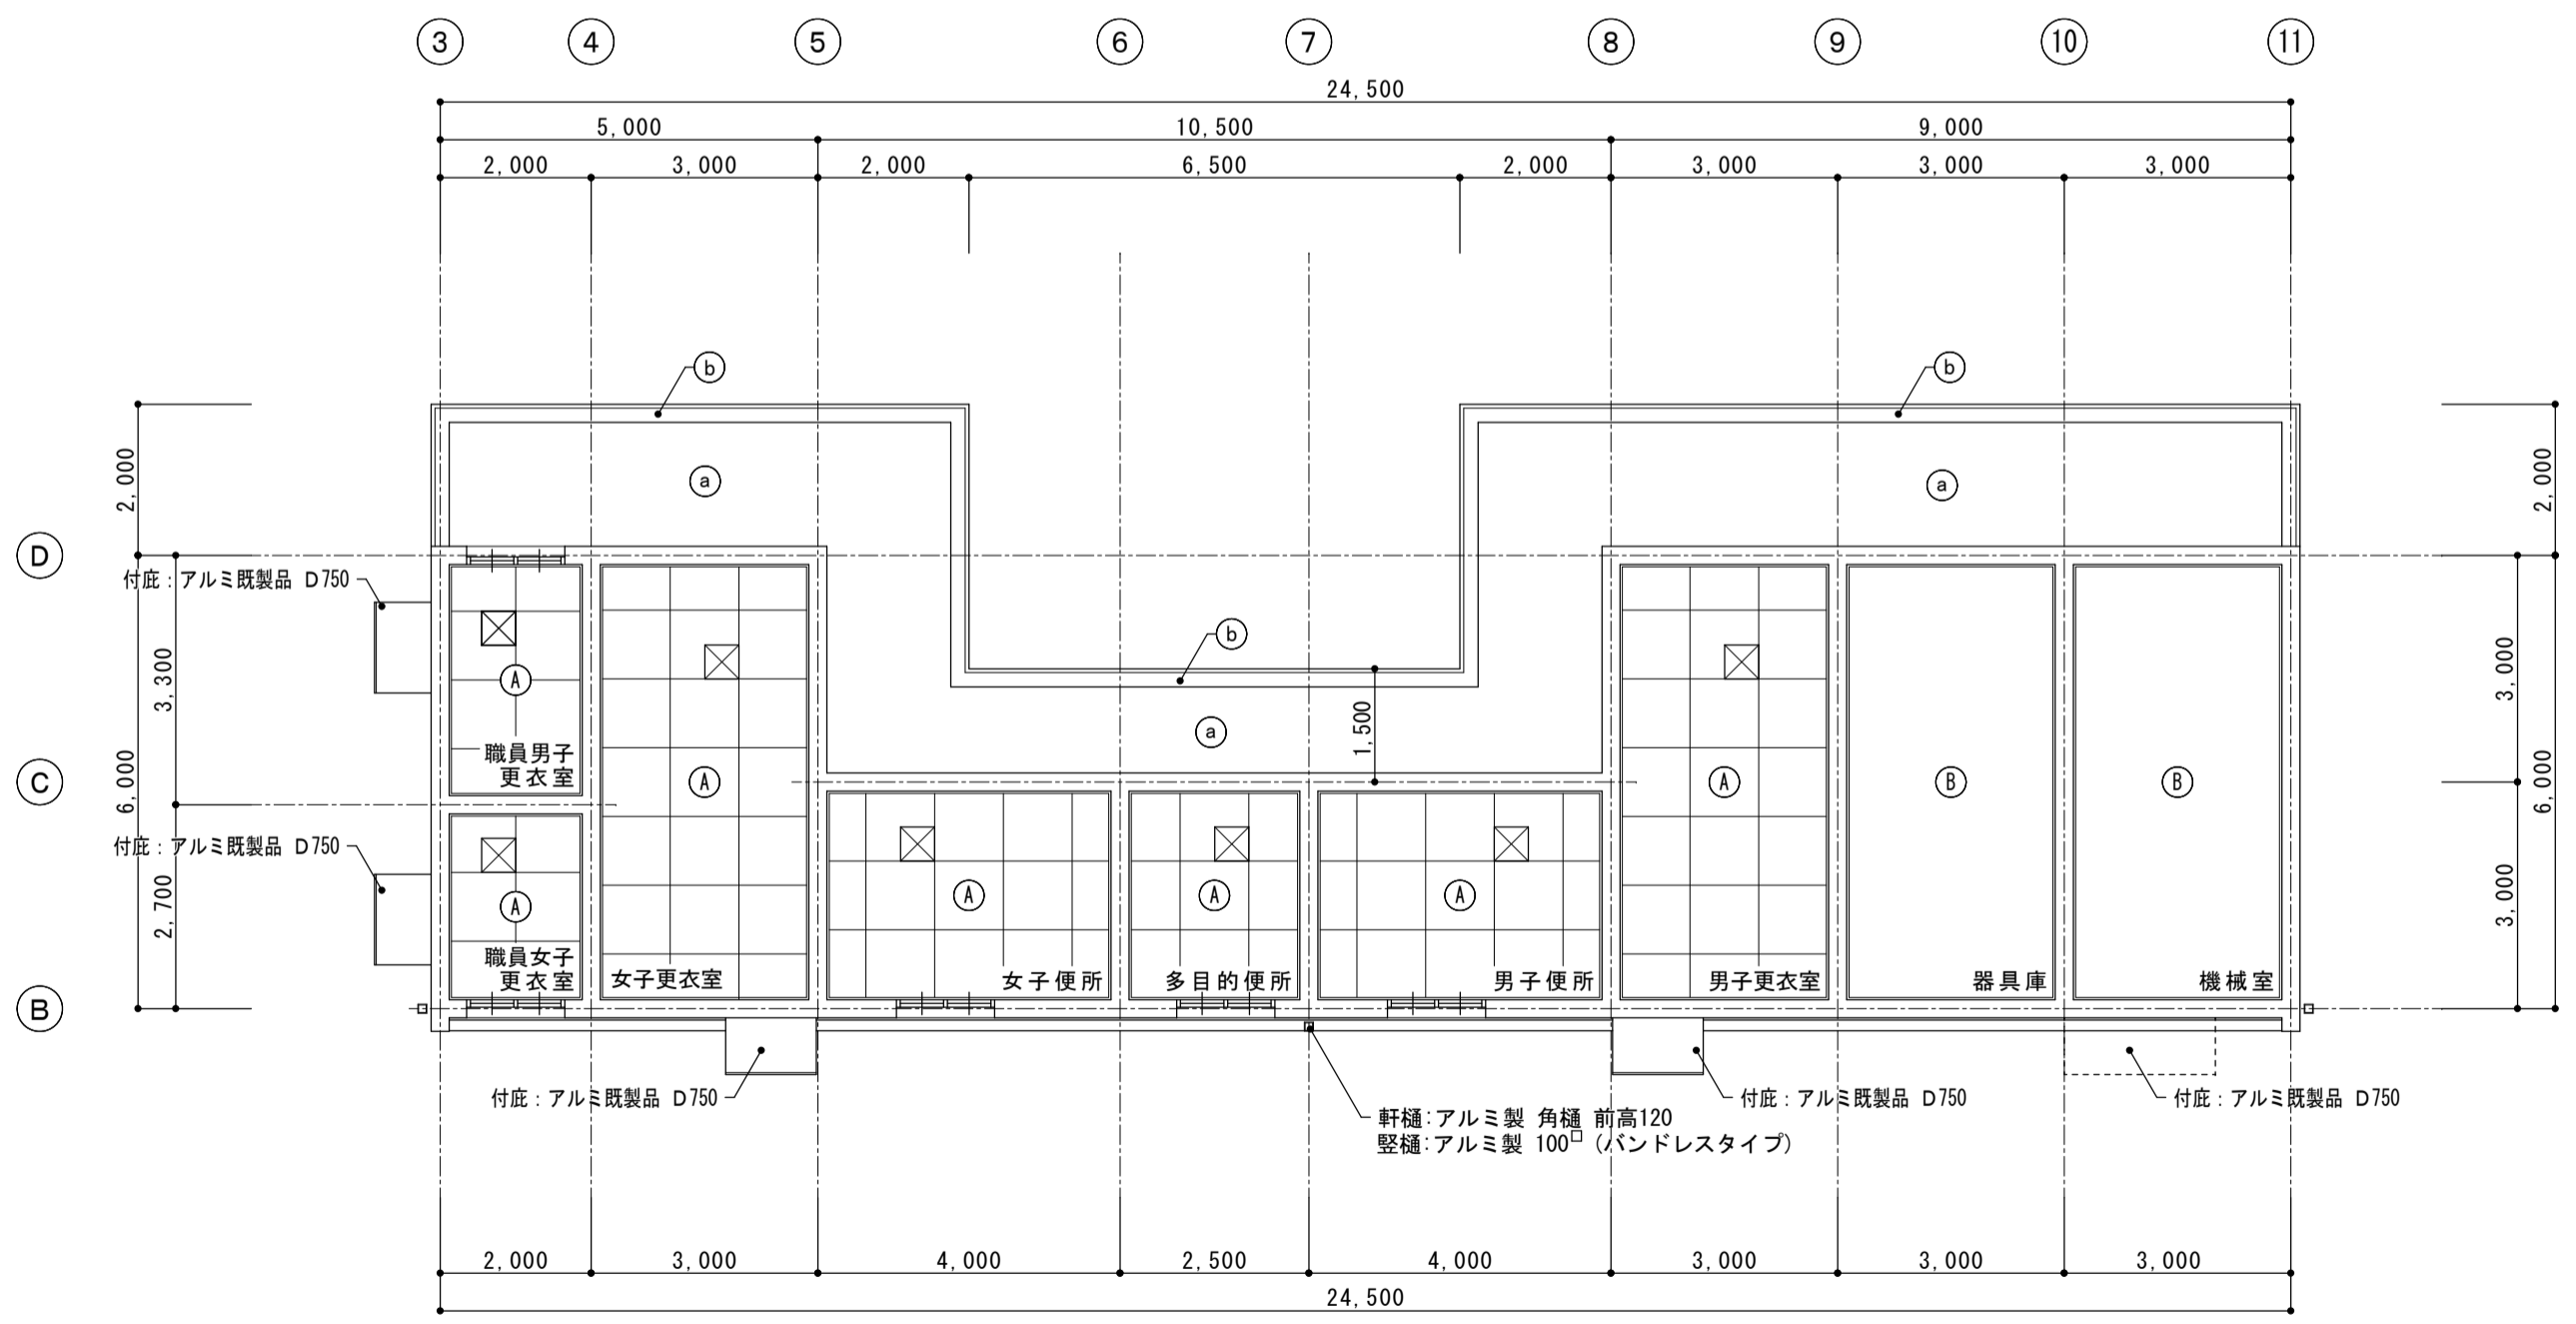 3 4 5 6 7 8 9 10 11
24,500
5,000 10,500 9,000
2,000 3,000 2,000 6,500 2,000 3,000 3,000 3,000
b b
2,000 a a 2,000
D
付庇：アルミ既製品 D750
b
3,300 A 3,000
職員男子
更衣室
a 1,500
C 6,000 A A B B 6,000
付庇：アルミ既製品 D750
2,700 A A A A 3,000
職員女子
更衣室
女子更衣室 女子便所 多目的便所 男子便所 男子更衣室 器具庫 機械室
B
付庇：アルミ既製品 D750 付庇：アルミ既製品 D750 付庇：アルミ既製品 D750
軒樋：アルミ製 角樋 前高120
竪樋：アルミ製 100□（バンドレスタイプ）
2,000 3,000 4,000 2,500 4,000 3,000 3,000 3,000
24,500